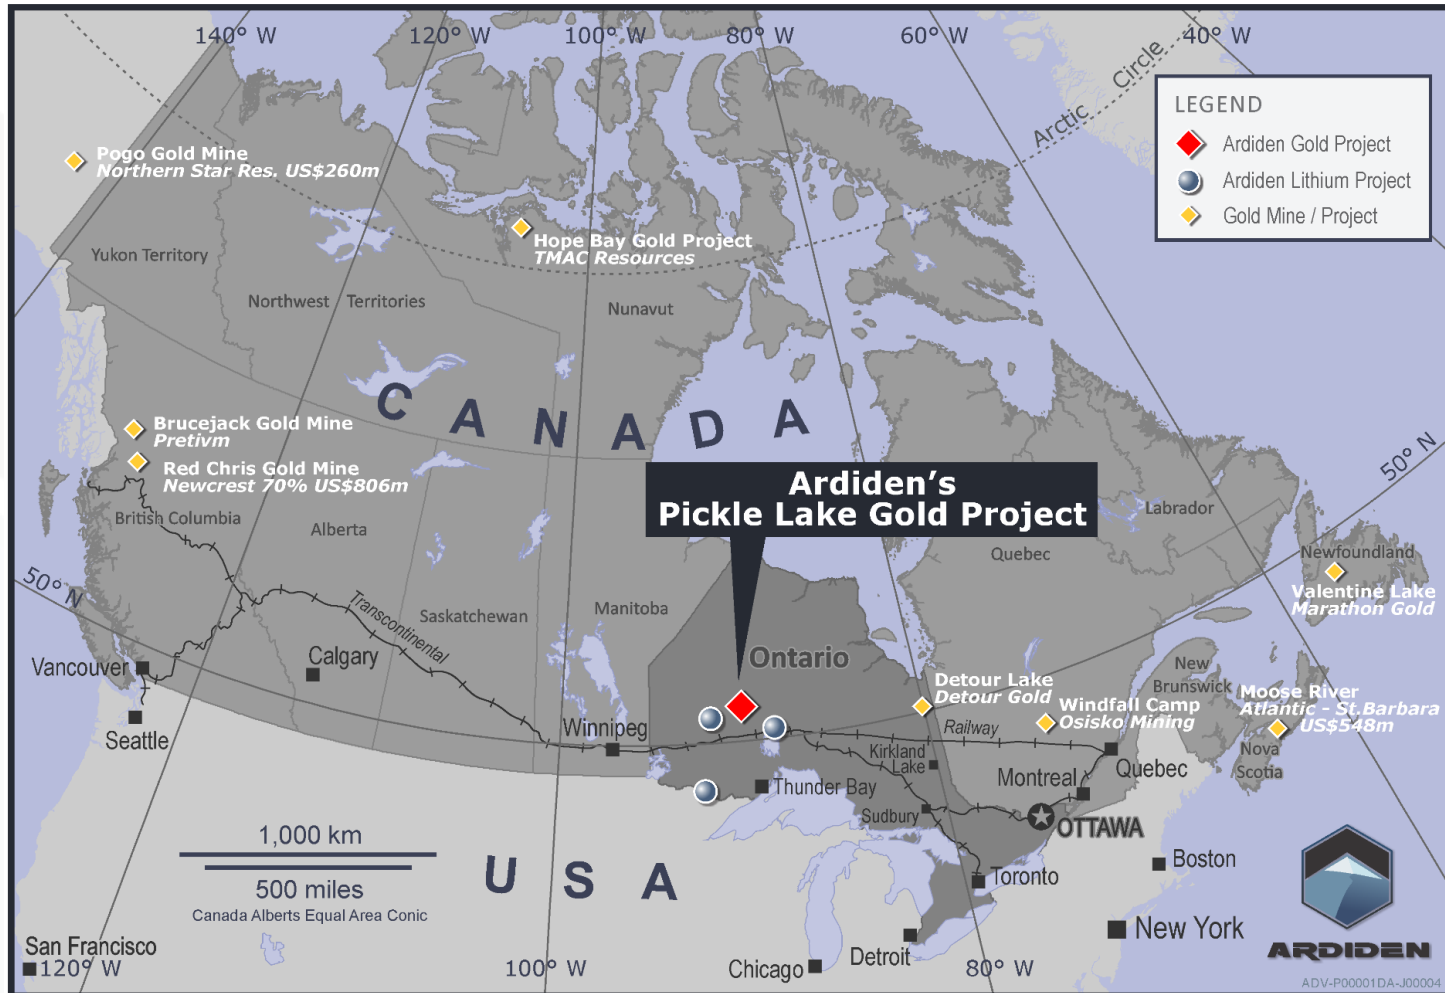 140° W
120° W
100° W
80° W
60° W
40° W
Arctic Circle
LEGEND
Ardiden Gold Project
Ardiden Lithium Project
Gold Mine / Project
Pogo Gold Mine
Northern Star Res. US$260m
Hope Bay Gold Project
TMAC Resources
Yukon Territory
Northwest Territories
Nunavut
CANADA
Brucejack Gold Mine
Pretivm
Red Chris Gold Mine
Newcrest 70% US$806m
British Columbia
Alberta
Saskatchewan
Manitoba
Ardiden's
Pickle Lake Gold Project
50° N
Labrador
Quebec
Newfoundland
Valentine Lake
Marathon Gold
50° N
Transcontinental
Ontario
Vancouver
Calgary
Seattle
Winnipeg
Detour Lake
Detour Gold
Windfall Camp
Osisko Mining
New
Brunswick
Moose River
Atlantic - St.Barbara
US$548m
Nova
Scotia
Railway
Kirkland
Lake
Montreal
Quebec
Thunder Bay
Sudbury
OTTAWA
1,000 km
500 miles
Canada Alberts Equal Area Conic
USA
Toronto
Boston
New York
Detroit
Chicago
San Francisco
120° W
100° W
80° W
ARDIDEN
ADV-P00001DA-J00004